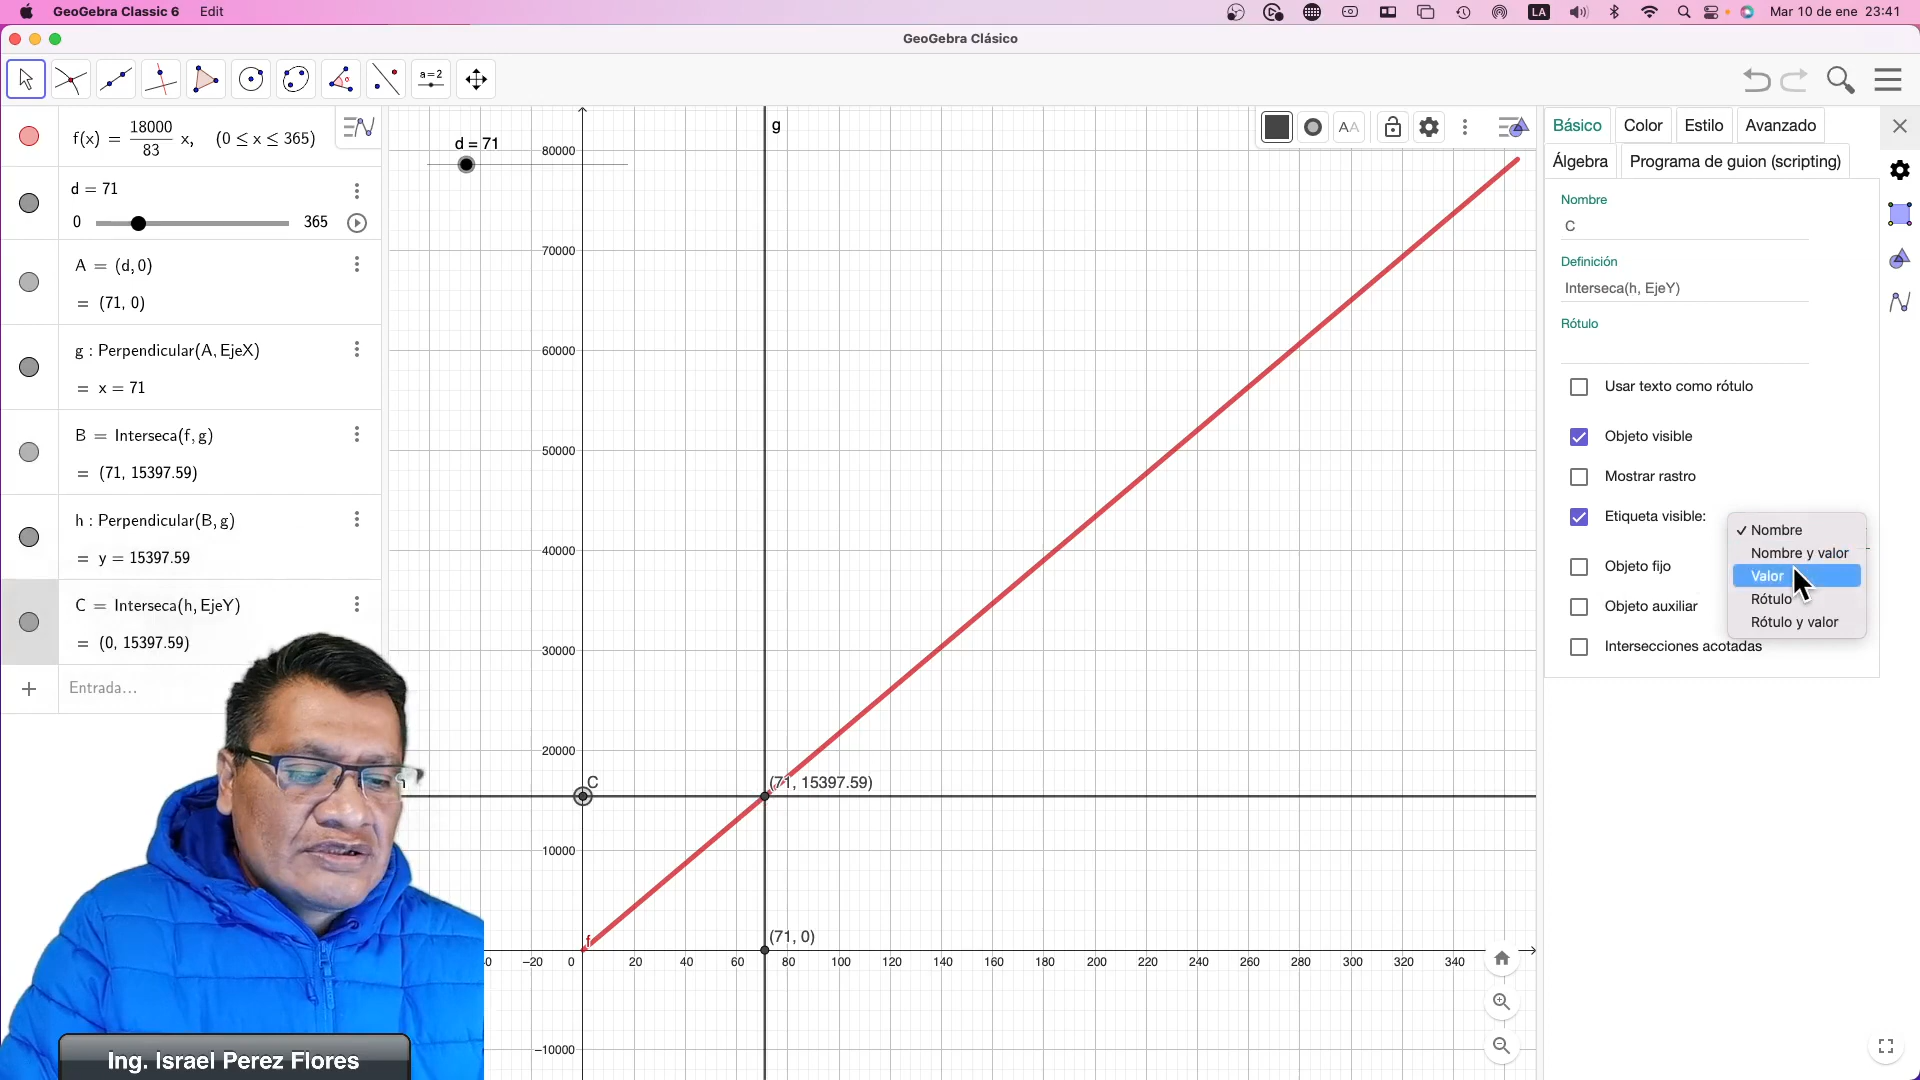 GeoGebra Classic 6 Edit
LA
Mar 10 de ene 23:41
GeoGebra Clásico
a=2
f(x) = 18000/83 x, (0 ≤ x ≤ 365)
d = 71
0 365
A = (d, 0)
= (71, 0)
g : Perpendicular(A, EjeX)
= x = 71
B = Interseca(f, g)
= (71, 15397.59)
h : Perpendicular(B, g)
= y = 15397.59
C = Interseca(h, EjeY)
= (0, 15397.59)
Entrada...
d = 71
g
AA
80000
70000
60000
50000
40000
30000
20000
C
(71, 15397.59)
10000
f
(71, 0)
−20 0 20 40 60 80 100 120 140 160 180 200 220 240 260 280 300 320 340
−10000
Básico Color Estilo Avanzado
Álgebra Programa de guion (scripting)
Nombre
C
Definición
Interseca(h, EjeY)
Rótulo
Usar texto como rótulo
Objeto visible
Mostrar rastro
Etiqueta visible:
✓ Nombre
Nombre y valor
Valor
Rótulo
Rótulo y valor
Objeto fijo
Objeto auxiliar
Intersecciones acotadas
Ing. Israel Perez Flores